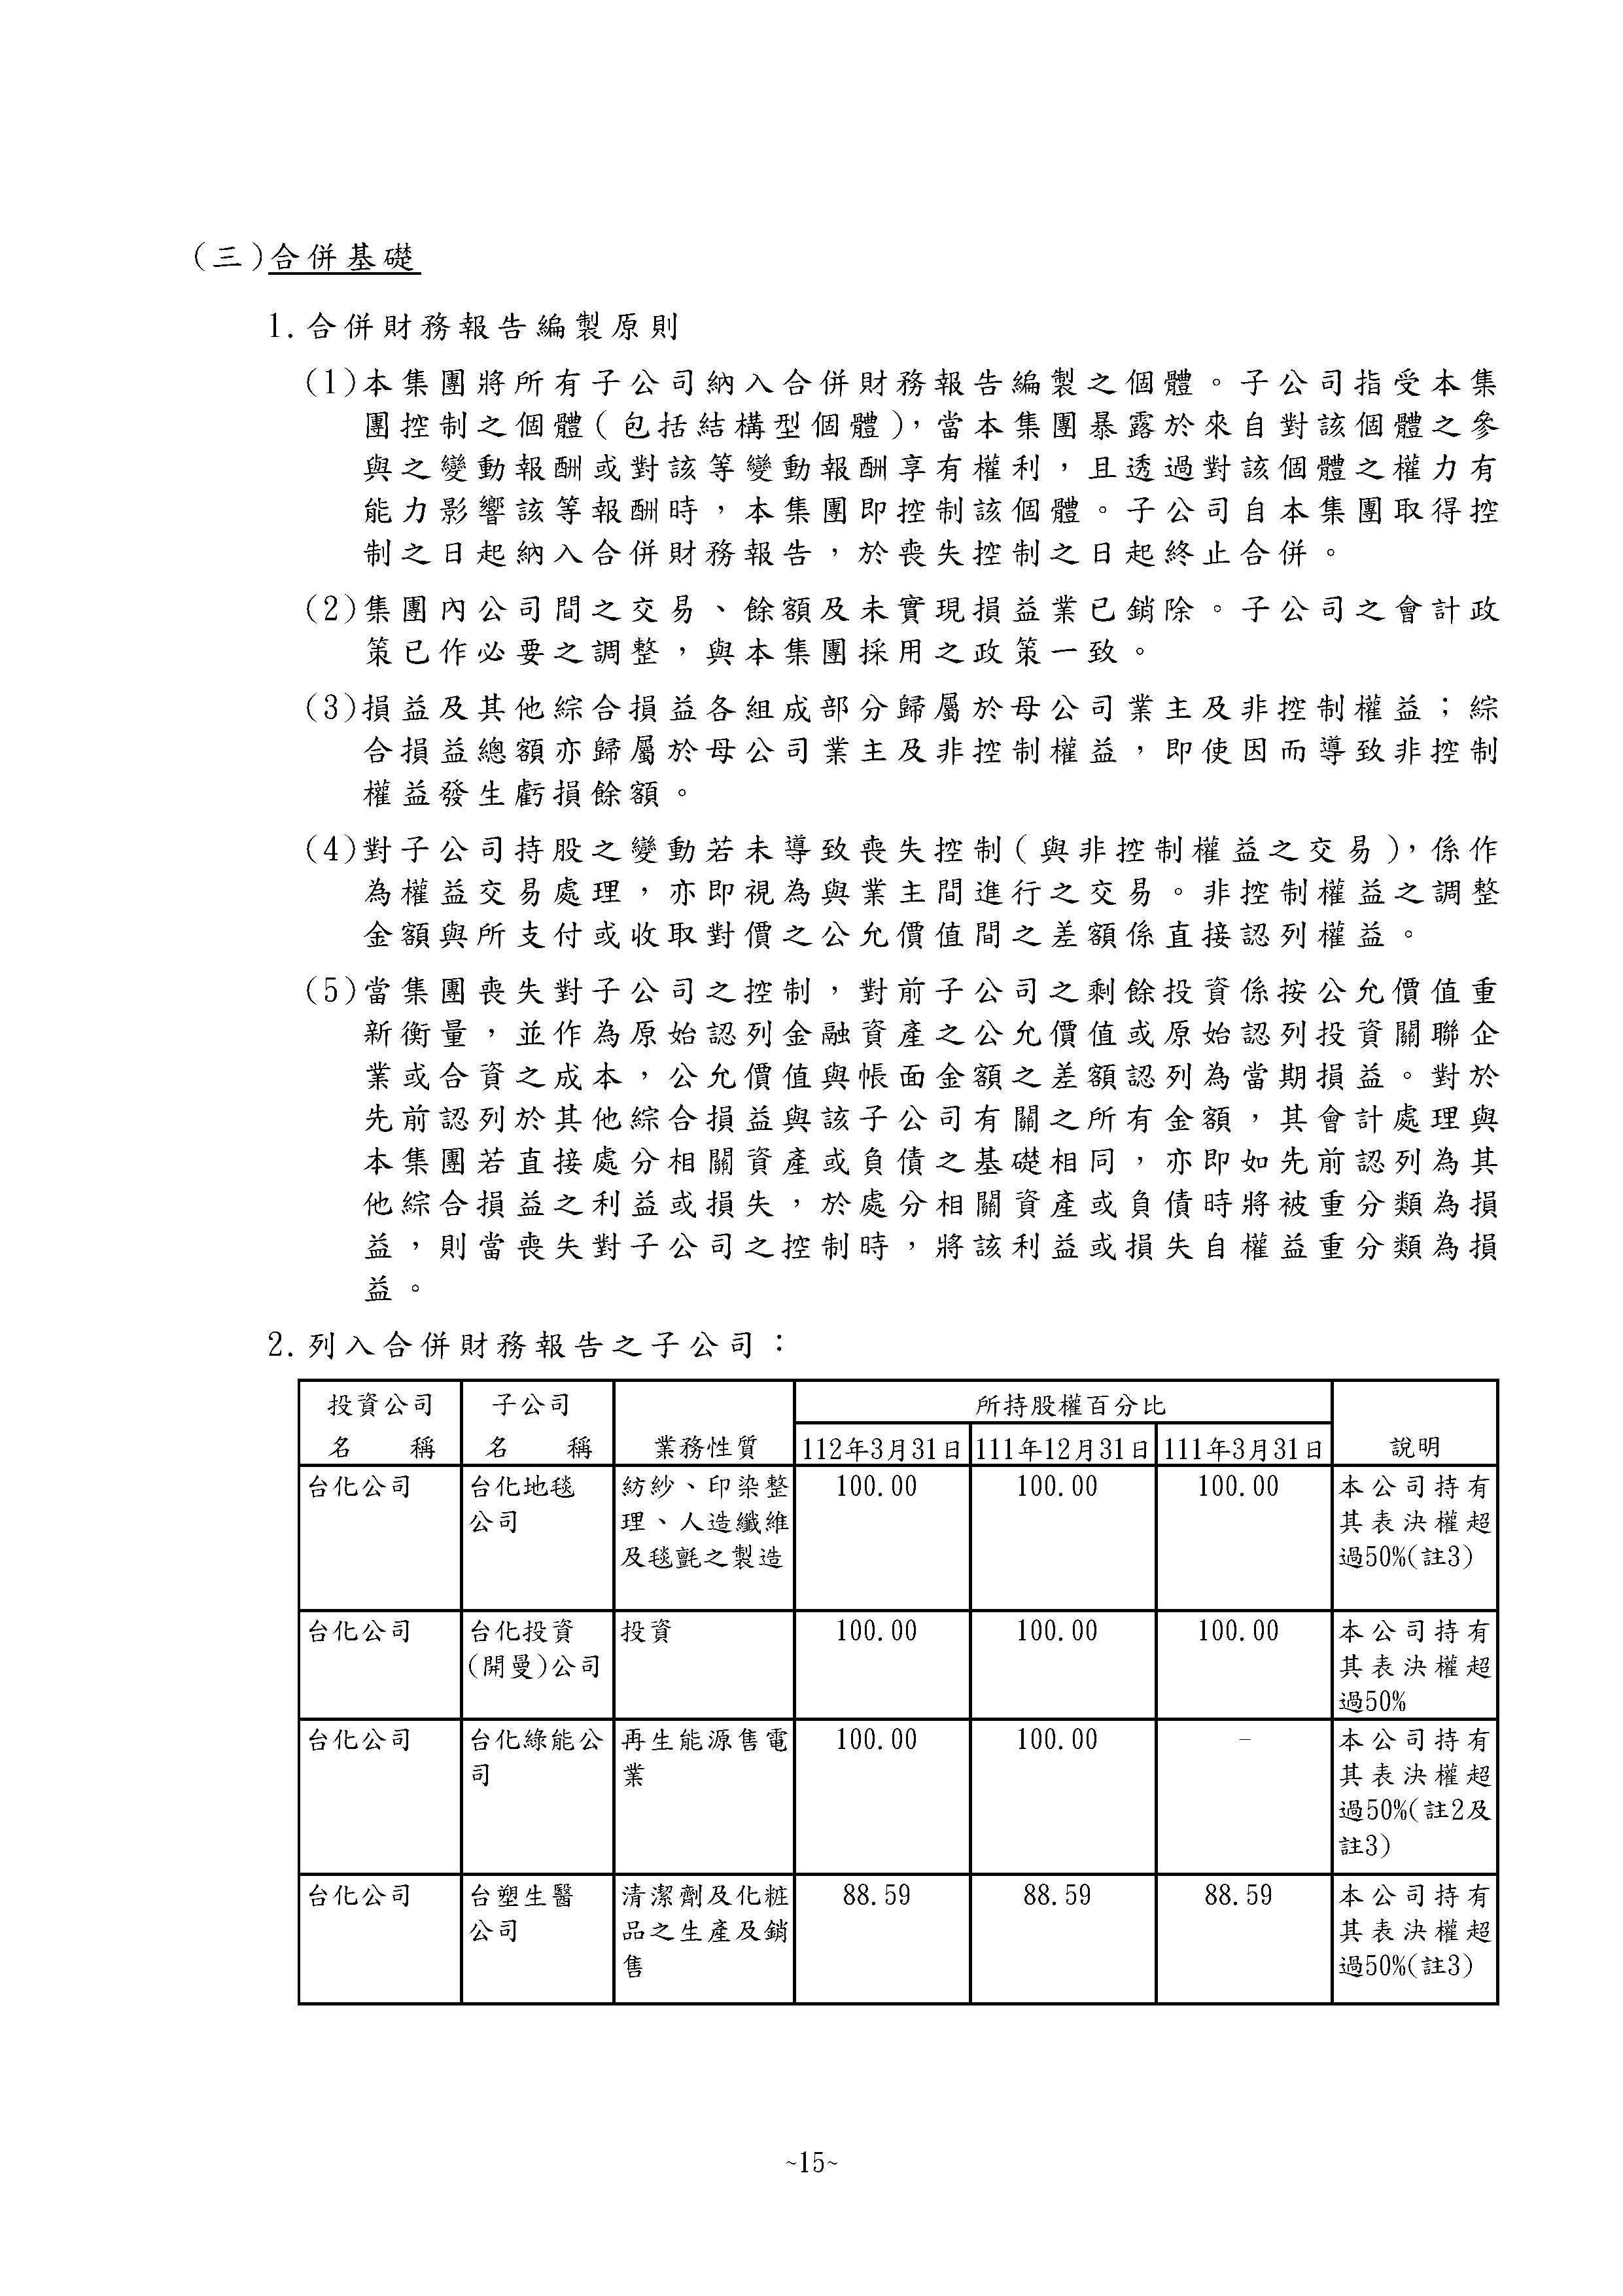 (三)合併基礎
1.合併財務報告編製原則
(1)本集團將所有子公司納入合併財務報告編製之個體。子公司指受本集
團控制之個體(包括結構型個體)，當本集團暴露於來自對該個體之參
與之變動報酬或對該等變動報酬享有權利，且透過對該個體之權力有
能力影響該等報酬時，本集團即控制該個體。子公司自本集團取得控
制之日起納入合併財務報告，於喪失控制之日起終止合併。
(2)集團內公司間之交易、餘額及未實現損益業已銷除。子公司之會計政
策已作必要之調整，與本集團採用之政策一致。
(3)損益及其他綜合損益各組成部分歸屬於母公司業主及非控制權益；綜
合損益總額亦歸屬於母公司業主及非控制權益，即使因而導致非控制
權益發生虧損餘額。
(4)對子公司持股之變動若未導致喪失控制(與非控制權益之交易)，係作
為權益交易處理，亦即視為與業主間進行之交易。非控制權益之調整
金額與所支付或收取對價之公允價值間之差額係直接認列權益。
(5)當集團喪失對子公司之控制，對前子公司之剩餘投資係按公允價值重
新衡量，並作為原始認列金融資產之公允價值或原始認列投資關聯企
業或合資之成本，公允價值與帳面金額之差額認列為當期損益。對於
先前認列於其他綜合損益與該子公司有關之所有金額，其會計處理與
本集團若直接處分相關資產或負債之基礎相同，亦即如先前認列為其
他綜合損益之利益或損失，於處分相關資產或負債時將被重分類為損
益，則當喪失對子公司之控制時，將該利益或損失自權益重分類為損
益。
2.列入合併財務報告之子公司：
投資公司 子公司 所持股權百分比
名 稱 名 稱 業務性質 112年3月31日 111年12月31日 111年3月31日 說明
台化公司 台化地毯 紡紗、印染整 100.00 100.00 100.00 本公司持有
公司 理、人造纖維 其表決權超
及毯氈之製造 過50%(註3)
台化公司 台化投資 投資 100.00 100.00 100.00 本公司持有
(開曼)公司 其表決權超
過50%
台化公司 台化綠能公 再生能源售電 100.00 100.00 － 本公司持有
司 業 其表決權超
過50%(註2及
註3)
台化公司 台塑生醫 清潔劑及化粧 88.59 88.59 88.59 本公司持有
公司 品之生產及銷 其表決權超
售 過50%(註3)
~15~